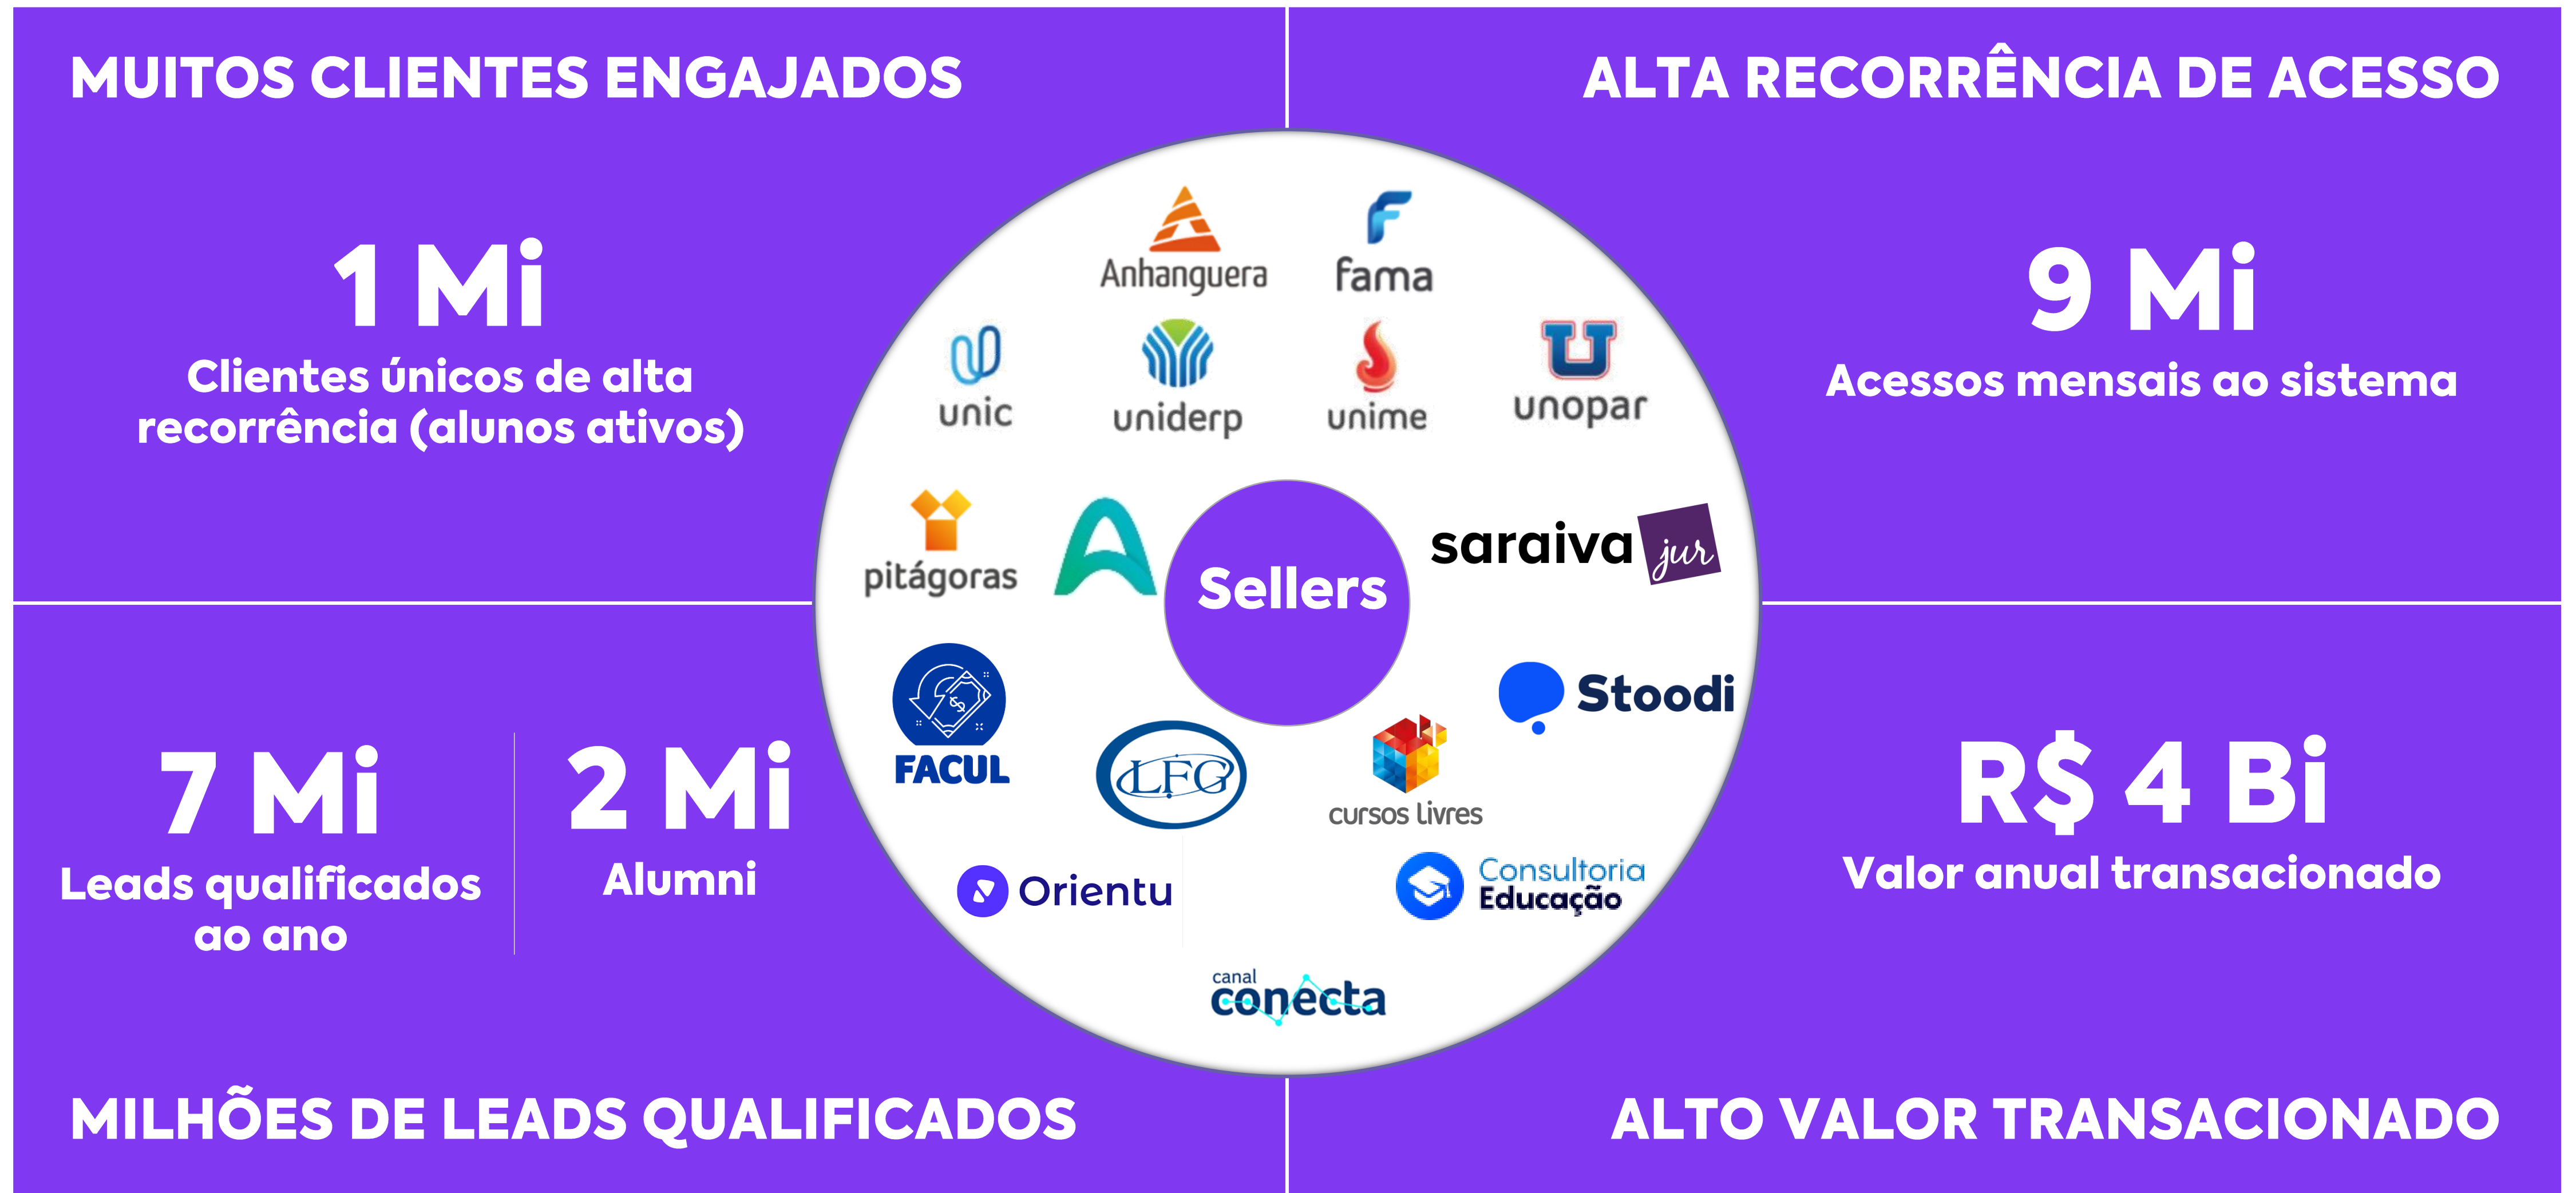 MUITOS CLIENTES ENGAJADOS
1 Mi
Clientes únicos de alta
recorrência (alunos ativos)
ALTA RECORRÊNCIA DE ACESSO
9 Mi
Acessos mensais ao sistema
Anhanguera
fama
unic
uniderp
unime
unopar
pitágoras
Sellers
saraiva jur
FACUL
LFG
cursos livres
Stoodi
Orientu
Consultoria
Educação
canal
conecta
7 Mi
Leads qualificados
ao ano
2 Mi
Alumni
MILHÕES DE LEADS QUALIFICADOS
R$ 4 Bi
Valor anual transacionado
ALTO VALOR TRANSACIONADO